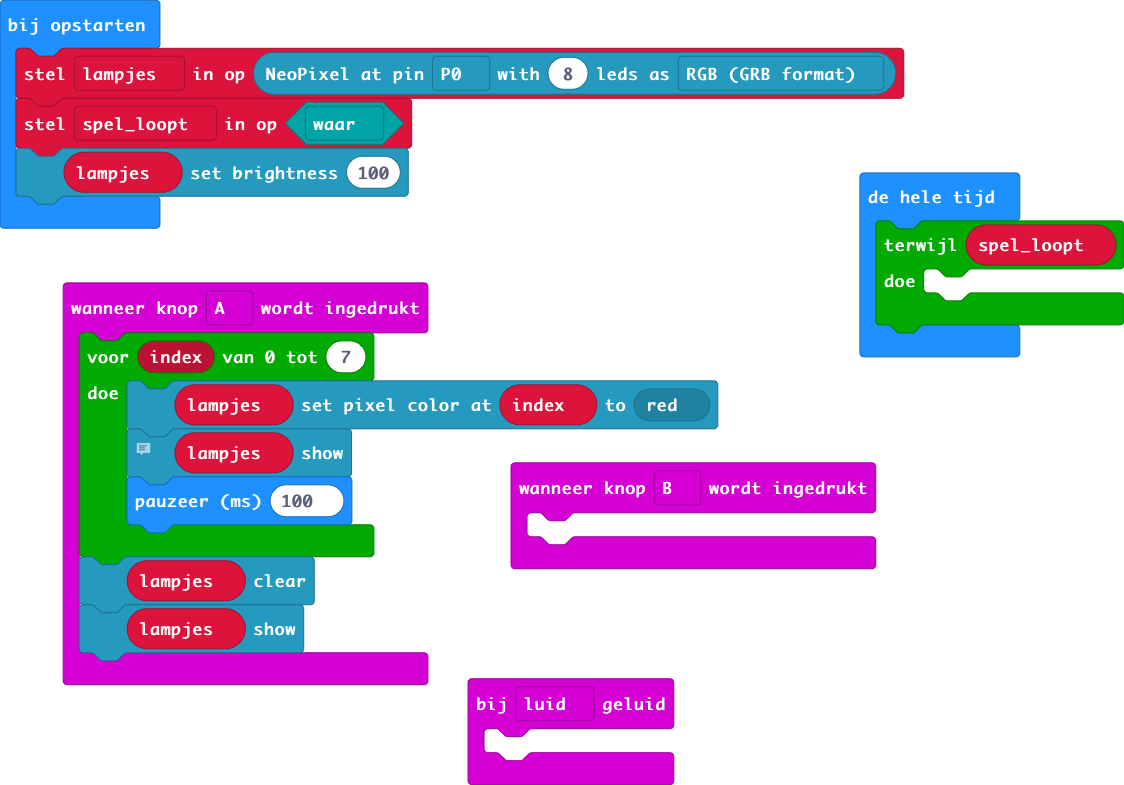 bij opstarten
stel lampjes in op NeoPixel at pin P0 with 8 leds as RGB (GRB format)
stel spel_loopt in op waar
lampjes set brightness 100
de hele tijd
terwijl spel_loopt
doe
wanneer knop A wordt ingedrukt
voor index van 0 tot 7
doe
lampjes set pixel color at index to red
lampjes show
pauzeer (ms) 100
lampjes clear
lampjes show
wanneer knop B wordt ingedrukt
bij luid geluid